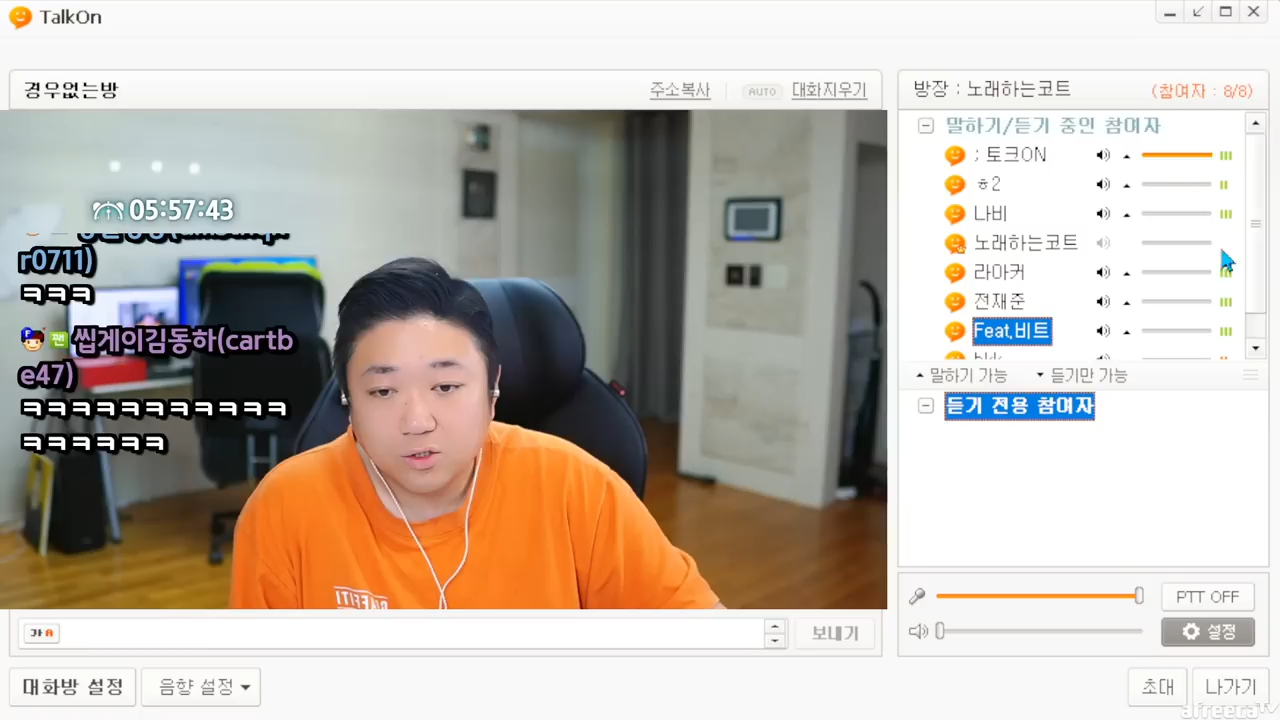 TalkOn
경우없는방
주소복사
AUTO
대화지우기
방장 : 노래하는코트
(참여자 : 8/8)
말하기/듣기 중인 참여자
; 토크ON
ㅎ2
나비
노래하는코트
라아커
전재준
Feat.비트
말하기 가능
듣기만 가능
듣기 전용 참여자
05:57:43
r0711)
ㅋㅋㅋ
F 팬 씹게이김동하(cartb
e47)
ㅋㅋㅋㅋㅋㅋㅋㅋㅋㅋㅋ
ㅋㅋㅋㅋㅋㅋ
가A
보내기
PTT OFF
설정
대화방 설정
음향 설정
초대
나가기
afreecaTV